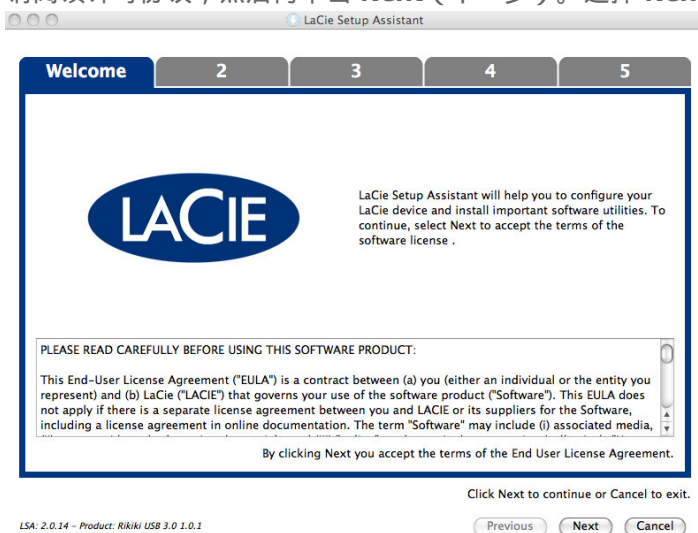 LaCie Setup Assistant
Welcome 2 3 4 5
LACIE
LaCie Setup Assistant will help you to configure your
LaCie device and install important software utilities. To
continue, select Next to accept the terms of the
software license .
PLEASE READ CAREFULLY BEFORE USING THIS SOFTWARE PRODUCT:
This End-User License Agreement ("EULA") is a contract between (a) you (either an individual or the entity you
represent) and (b) LaCie ("LACIE") that governs your use of the software product ("Software"). This EULA does
not apply if there is a separate license agreement between you and LACIE or its suppliers for the Software,
including a license agreement in online documentation. The term "Software" may include (i) associated media,
By clicking Next you accept the terms of the End User License Agreement.
Click Next to continue or Cancel to exit.
LSA: 2.0.14 - Product: Rikiki USB 3.0 1.0.1
Previous Next Cancel